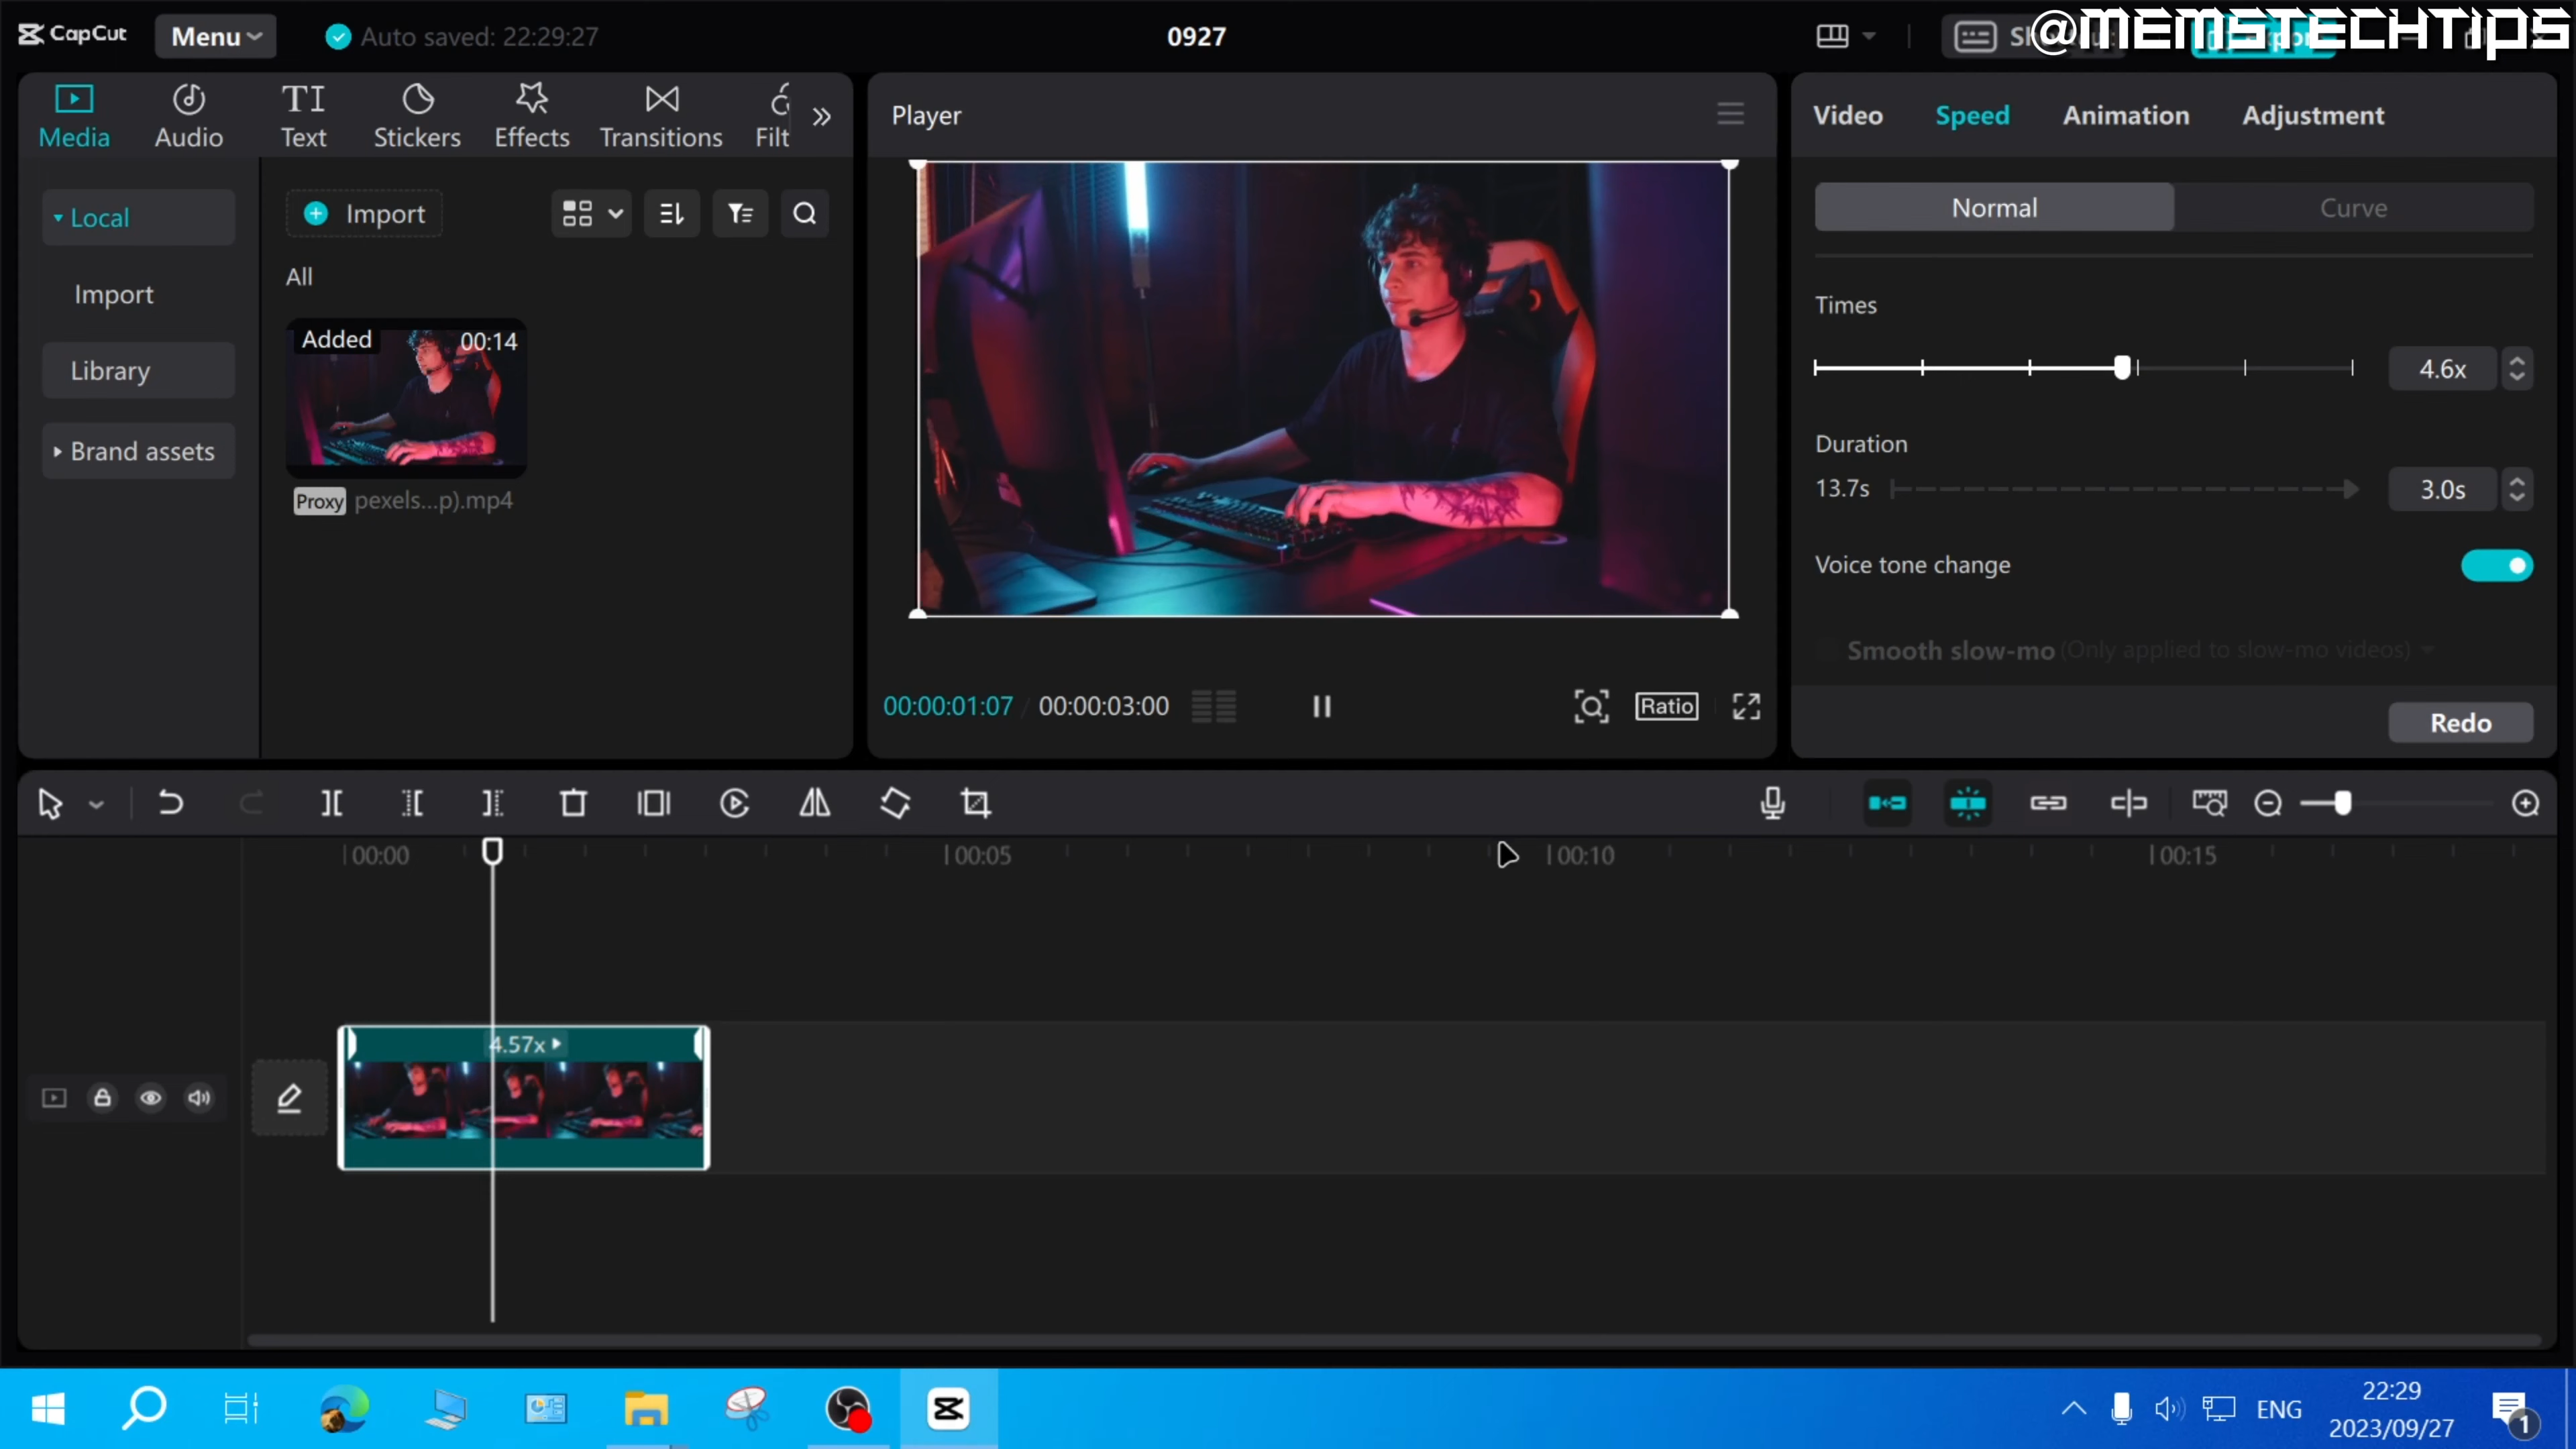 CapCut
Menu
Auto saved: 22:29:27
0927
@MEMSTECHTIPS
Media
Audio
TI
Text
Stickers
Effects
Transitions
Filt
Player
Video
Speed
Animation
Adjustment
Local
Import
Normal
Curve
All
Import
Times
Added
00:14
Library
4.6x
Duration
Brand assets
13.7s
3.0s
Proxy
pexels...p).mp4
Voice tone change
Smooth slow-mo (Only applied to slow-mo videos)
00:00:01:07 / 00:00:03:00
Ratio
Redo
00:00
00:05
00:10
00:15
4.57x
ENG
22:29
2023/09/27
1